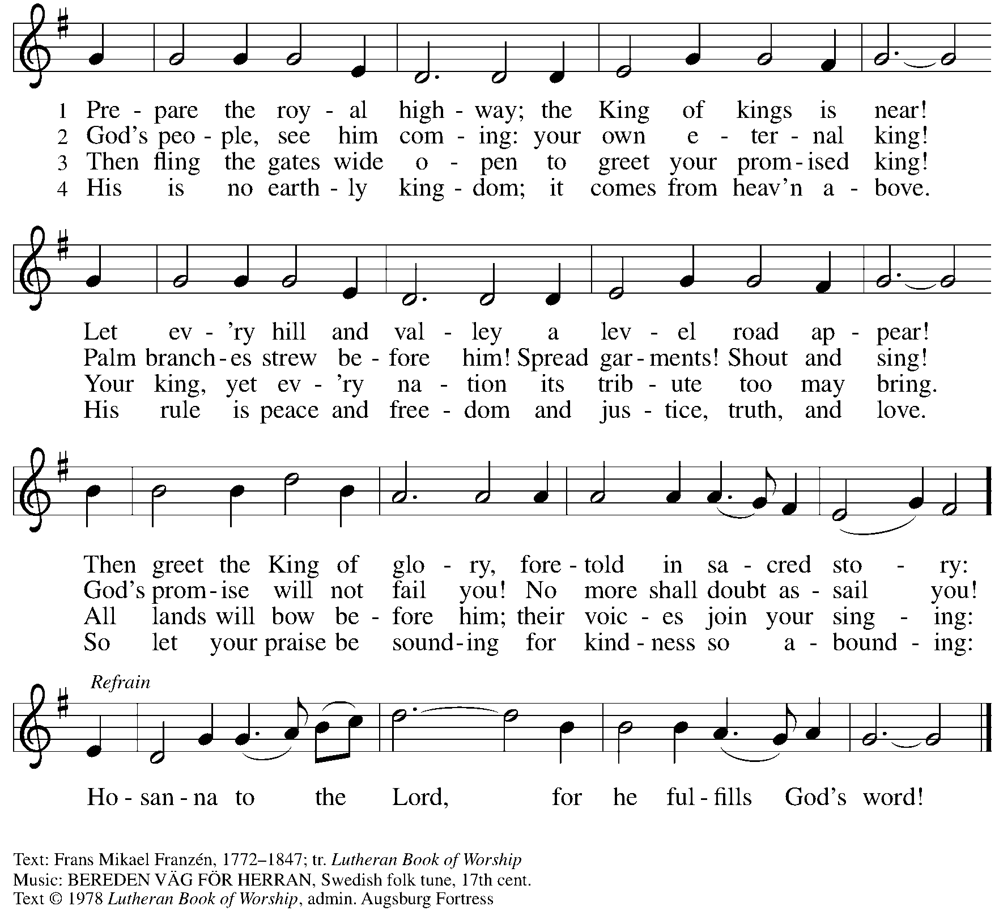 1 Pre - pare the roy - al high - way; the King of kings is near!
2 God's peo - ple, see him com - ing: your own e - ter - nal king!
3 Then fling the gates wide o - pen to greet your prom - ised king!
4 His is no earth - ly king - dom; it comes from heav'n a - bove.
Let ev - 'ry hill and val - ley a lev - el road ap - pear!
Palm branch - es strew be - fore him! Spread gar - ments! Shout and sing!
Your king, yet ev - 'ry na - tion its trib - ute too may bring.
His rule is peace and free - dom and jus - tice, truth, and love.
Then greet the King of glo - ry, fore - told in sa - cred sto - ry:
God's prom - ise will not fail you! No more shall doubt as - sail you!
All lands will bow be - fore him; their voic - es join your sing - ing:
So let your praise be sound - ing for kind - ness so a - bound - ing:
Refrain
Ho - san - na to the Lord, for he ful - fills God's word!
Text: Frans Mikael Franzén, 1772–1847; tr. Lutheran Book of Worship
Music: BEREDEN VÄG FÖR HERRAN, Swedish folk tune, 17th cent.
Text © 1978 Lutheran Book of Worship, admin. Augsburg Fortress